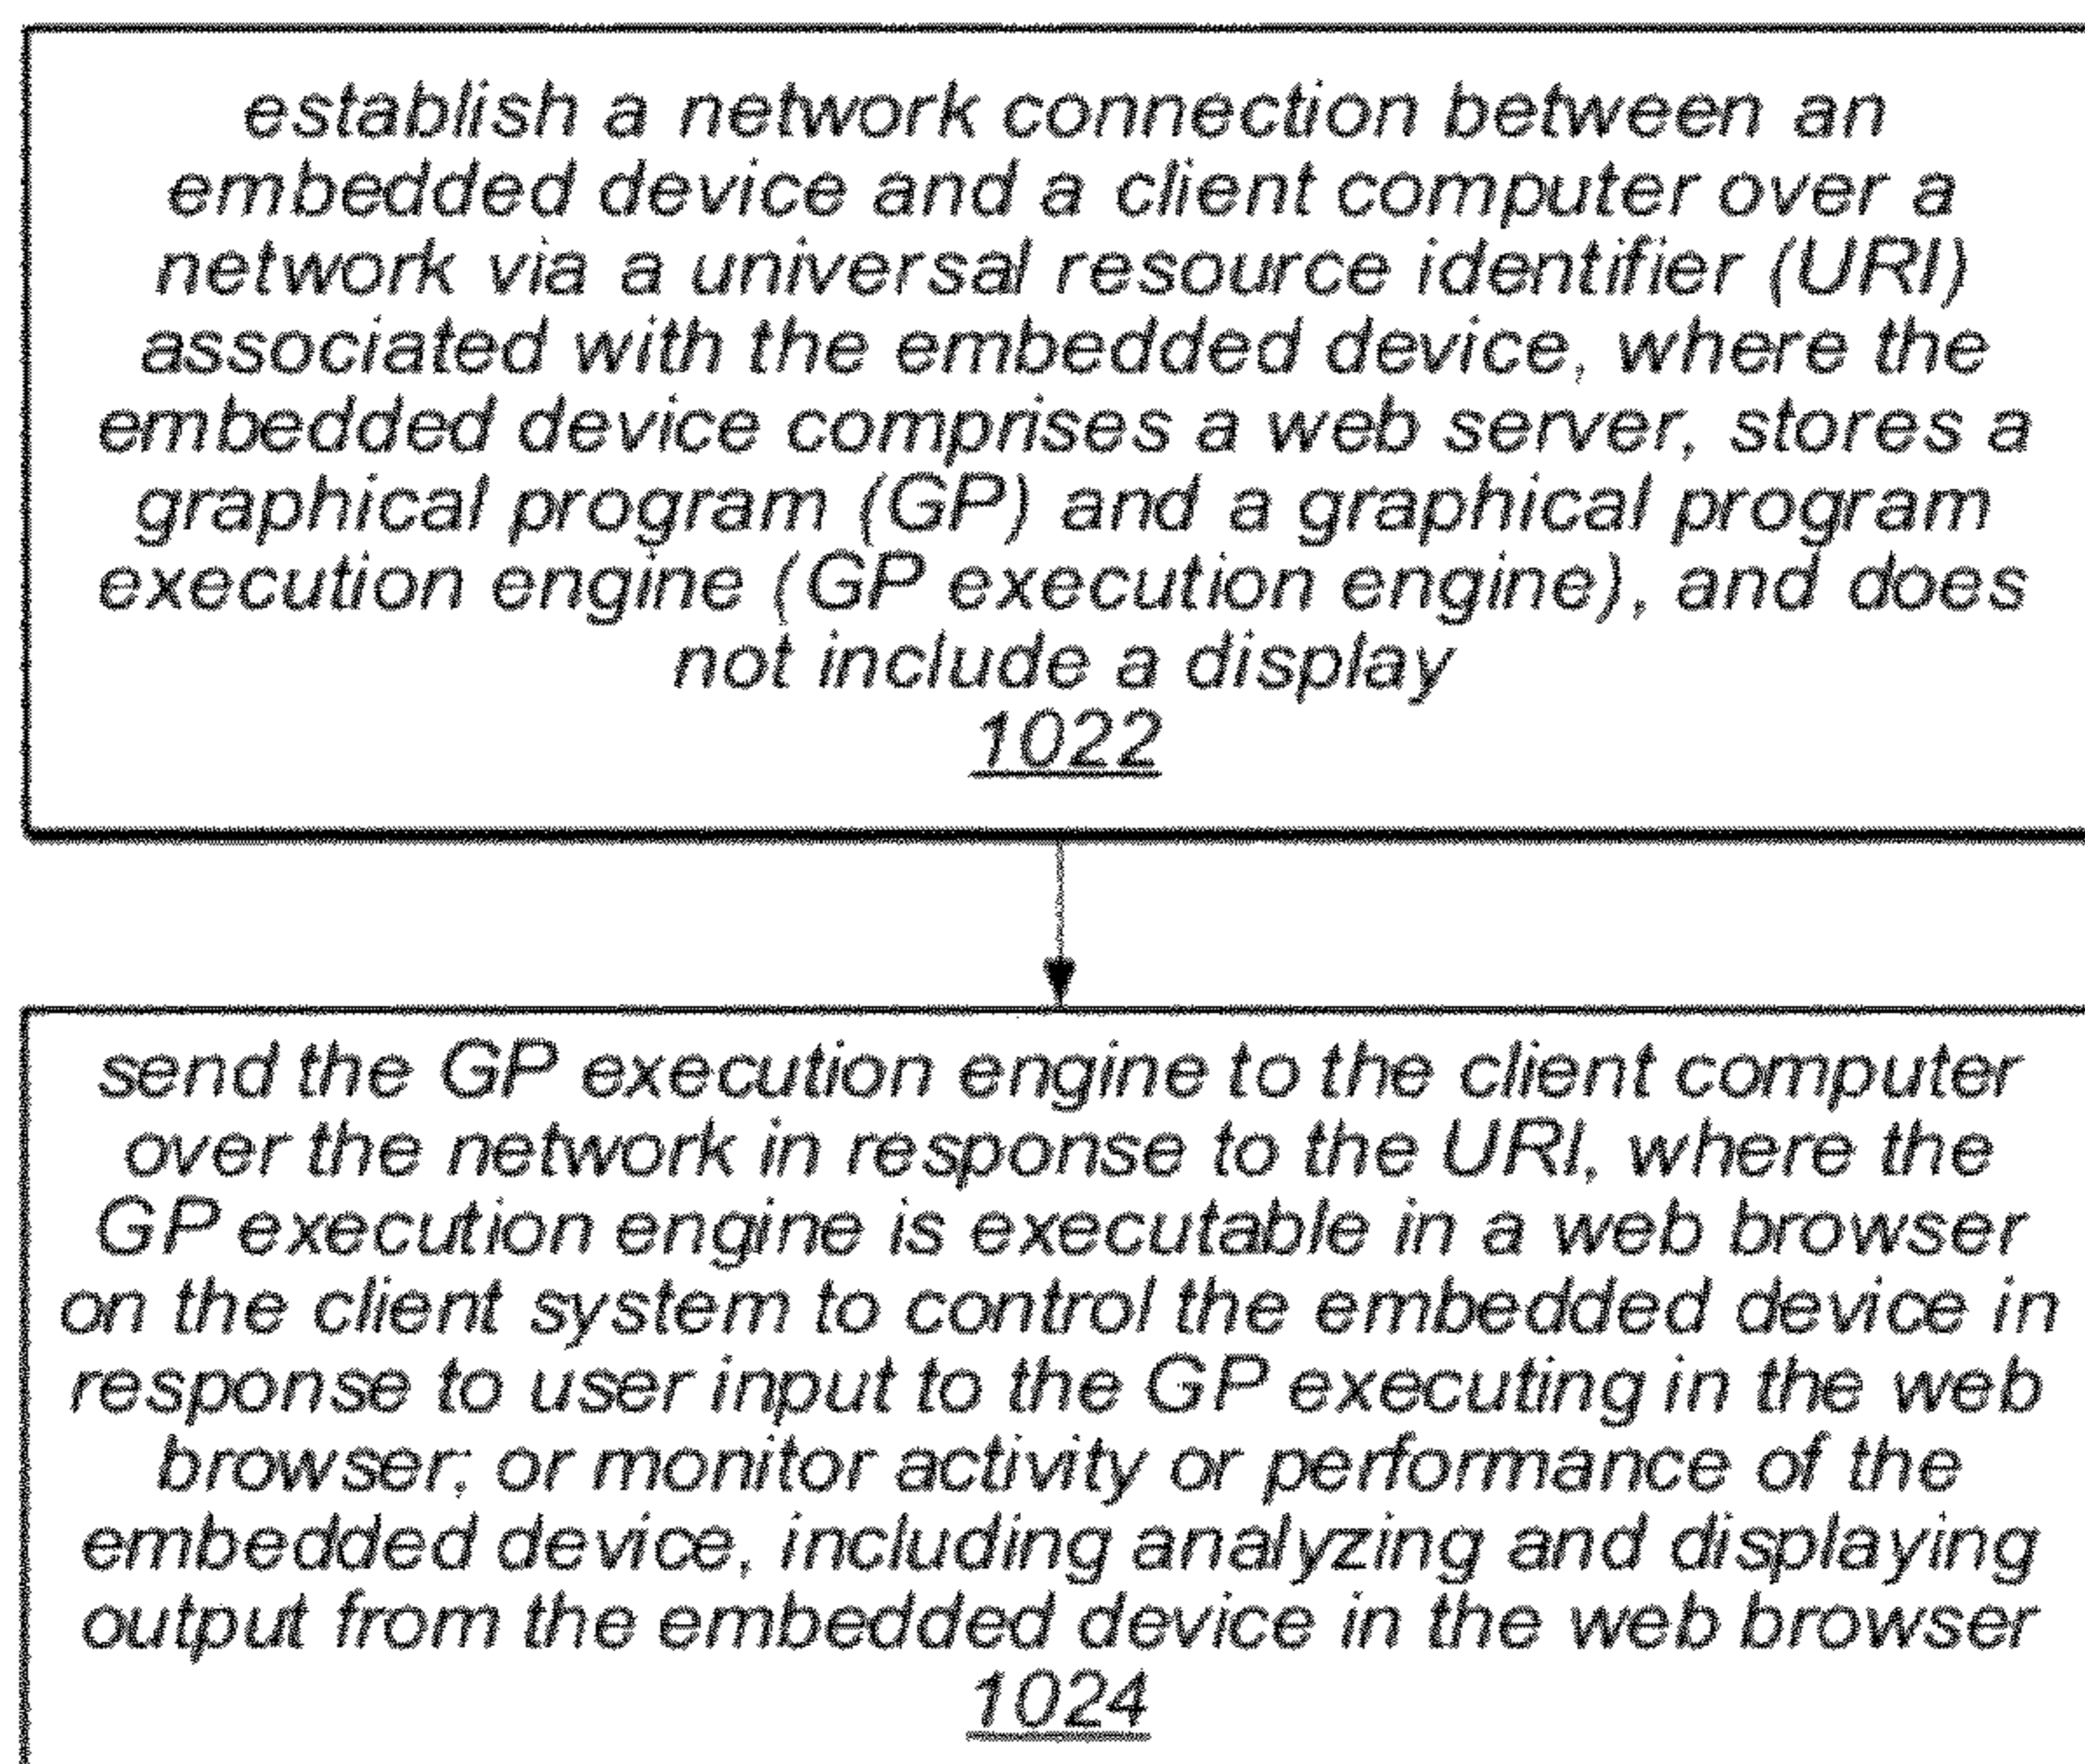 establish a network connection between an
embedded device and a client computer over a
network via a universal resource identifier (URI)
associated with the embedded device, where the
embedded device comprises a web server, stores a
graphical program (GP) and a graphical program
execution engine (GP execution engine), and does
not include a display
1022
send the GP execution engine to the client computer
over the network in response to the URI, where the
GP execution engine is executable in a web browser
on the client system to control the embedded device in
response to user input to the GP executing in the web
browser; or monitor activity or performance of the
embedded device, including analyzing and displaying
output from the embedded device in the web browser
1024